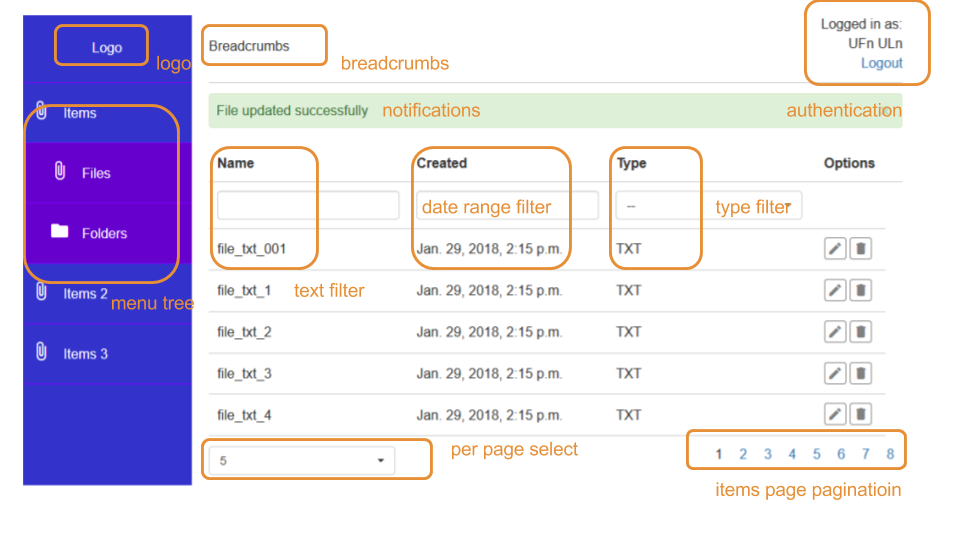 Logo
logo
Breadcrumbs
breadcrumbs
Logged in as:
UFn ULn
Logout
authentication
File updated successfully
notifications
Items
Files
Folders
Items 2
menu tree
Items 3
Name
Created
Type
Options
date range filter
--
type filter
file_txt_001
Jan. 29, 2018, 2:15 p.m.
TXT
file_txt_1
text filter
Jan. 29, 2018, 2:15 p.m.
TXT
file_txt_2
Jan. 29, 2018, 2:15 p.m.
TXT
file_txt_3
Jan. 29, 2018, 2:15 p.m.
TXT
file_txt_4
Jan. 29, 2018, 2:15 p.m.
TXT
5
per page select
1 2 3 4 5 6 7 8
items page paginatioin